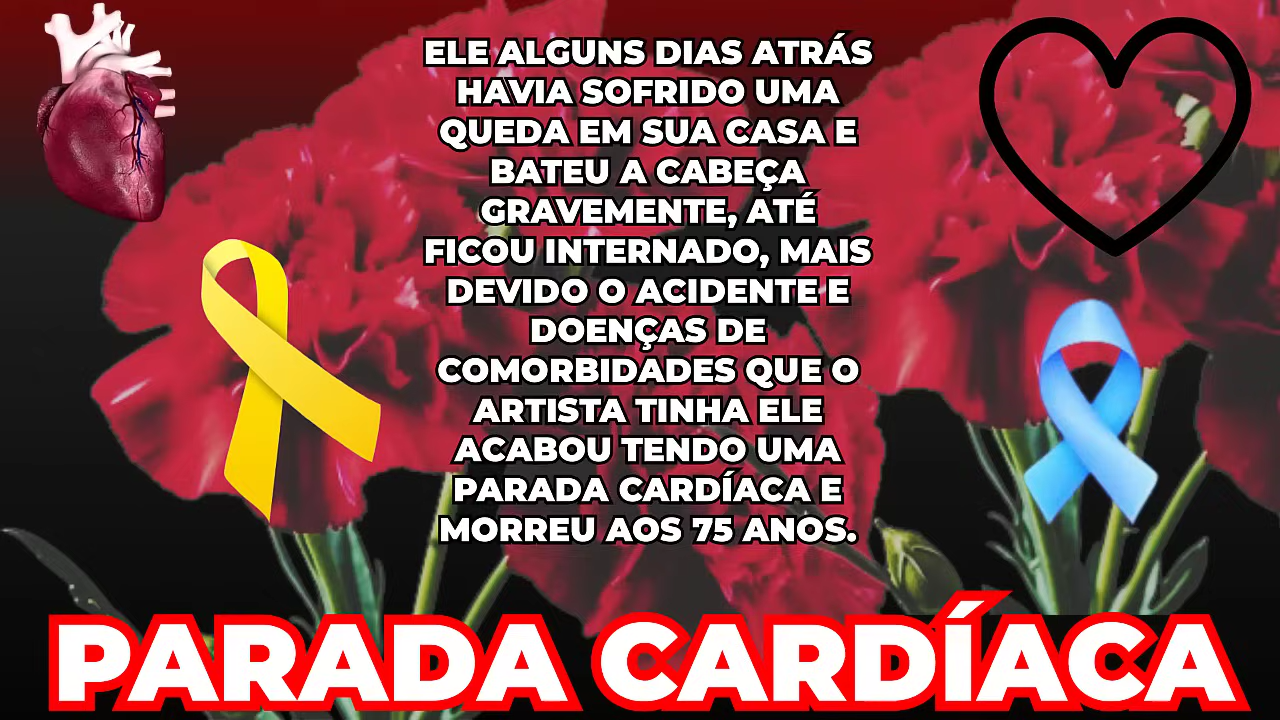 ELE ALGUNS DIAS ATRÁS
HAVIA SOFRIDO UMA
QUEDA EM SUA CASA E
BATEU A CABEÇA
GRAVEMENTE, ATÉ
FICOU INTERNADO, MAIS
DEVIDO O ACIDENTE E
DOENÇAS DE
COMORBIDADES QUE O
ARTISTA TINHA ELE
ACABOU TENDO UMA
PARADA CARDÍACA E
MORREU AOS 75 ANOS.
PARADA CARDÍACA